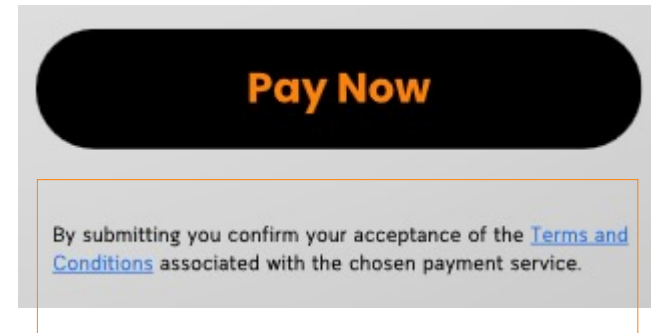 Pay Now
By submitting you confirm your acceptance of the Terms and
Conditions associated with the chosen payment service.